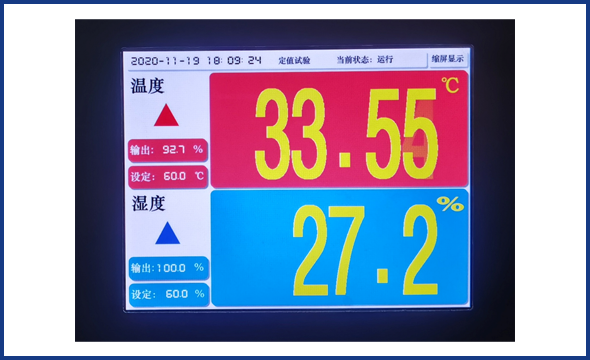 2020-11-19 18:09:24 定值试验 当前状态: 运行 缩屏显示
温度
℃
33.55
输出: 92.7 %
设定: 60.0 ℃
湿度
%
27.2
输出: 100.0 %
设定: 60.0 %